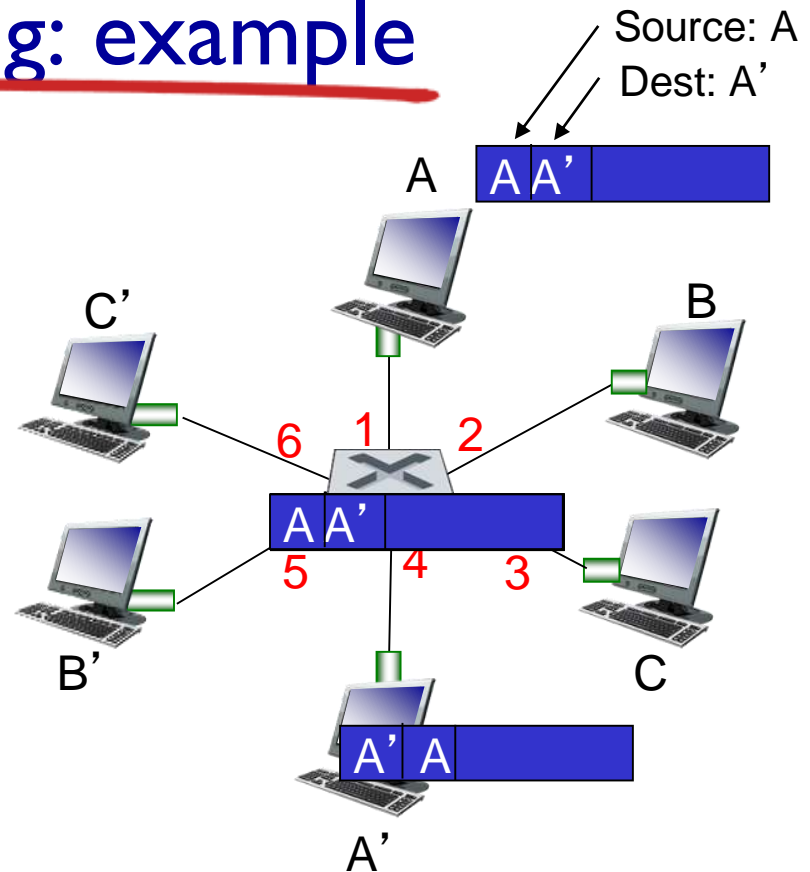 g: example
Source: A
Dest: A’
A
A A’
C’
B
6
1
2
A A’
5
4
3
B’
C
A’ A
A’